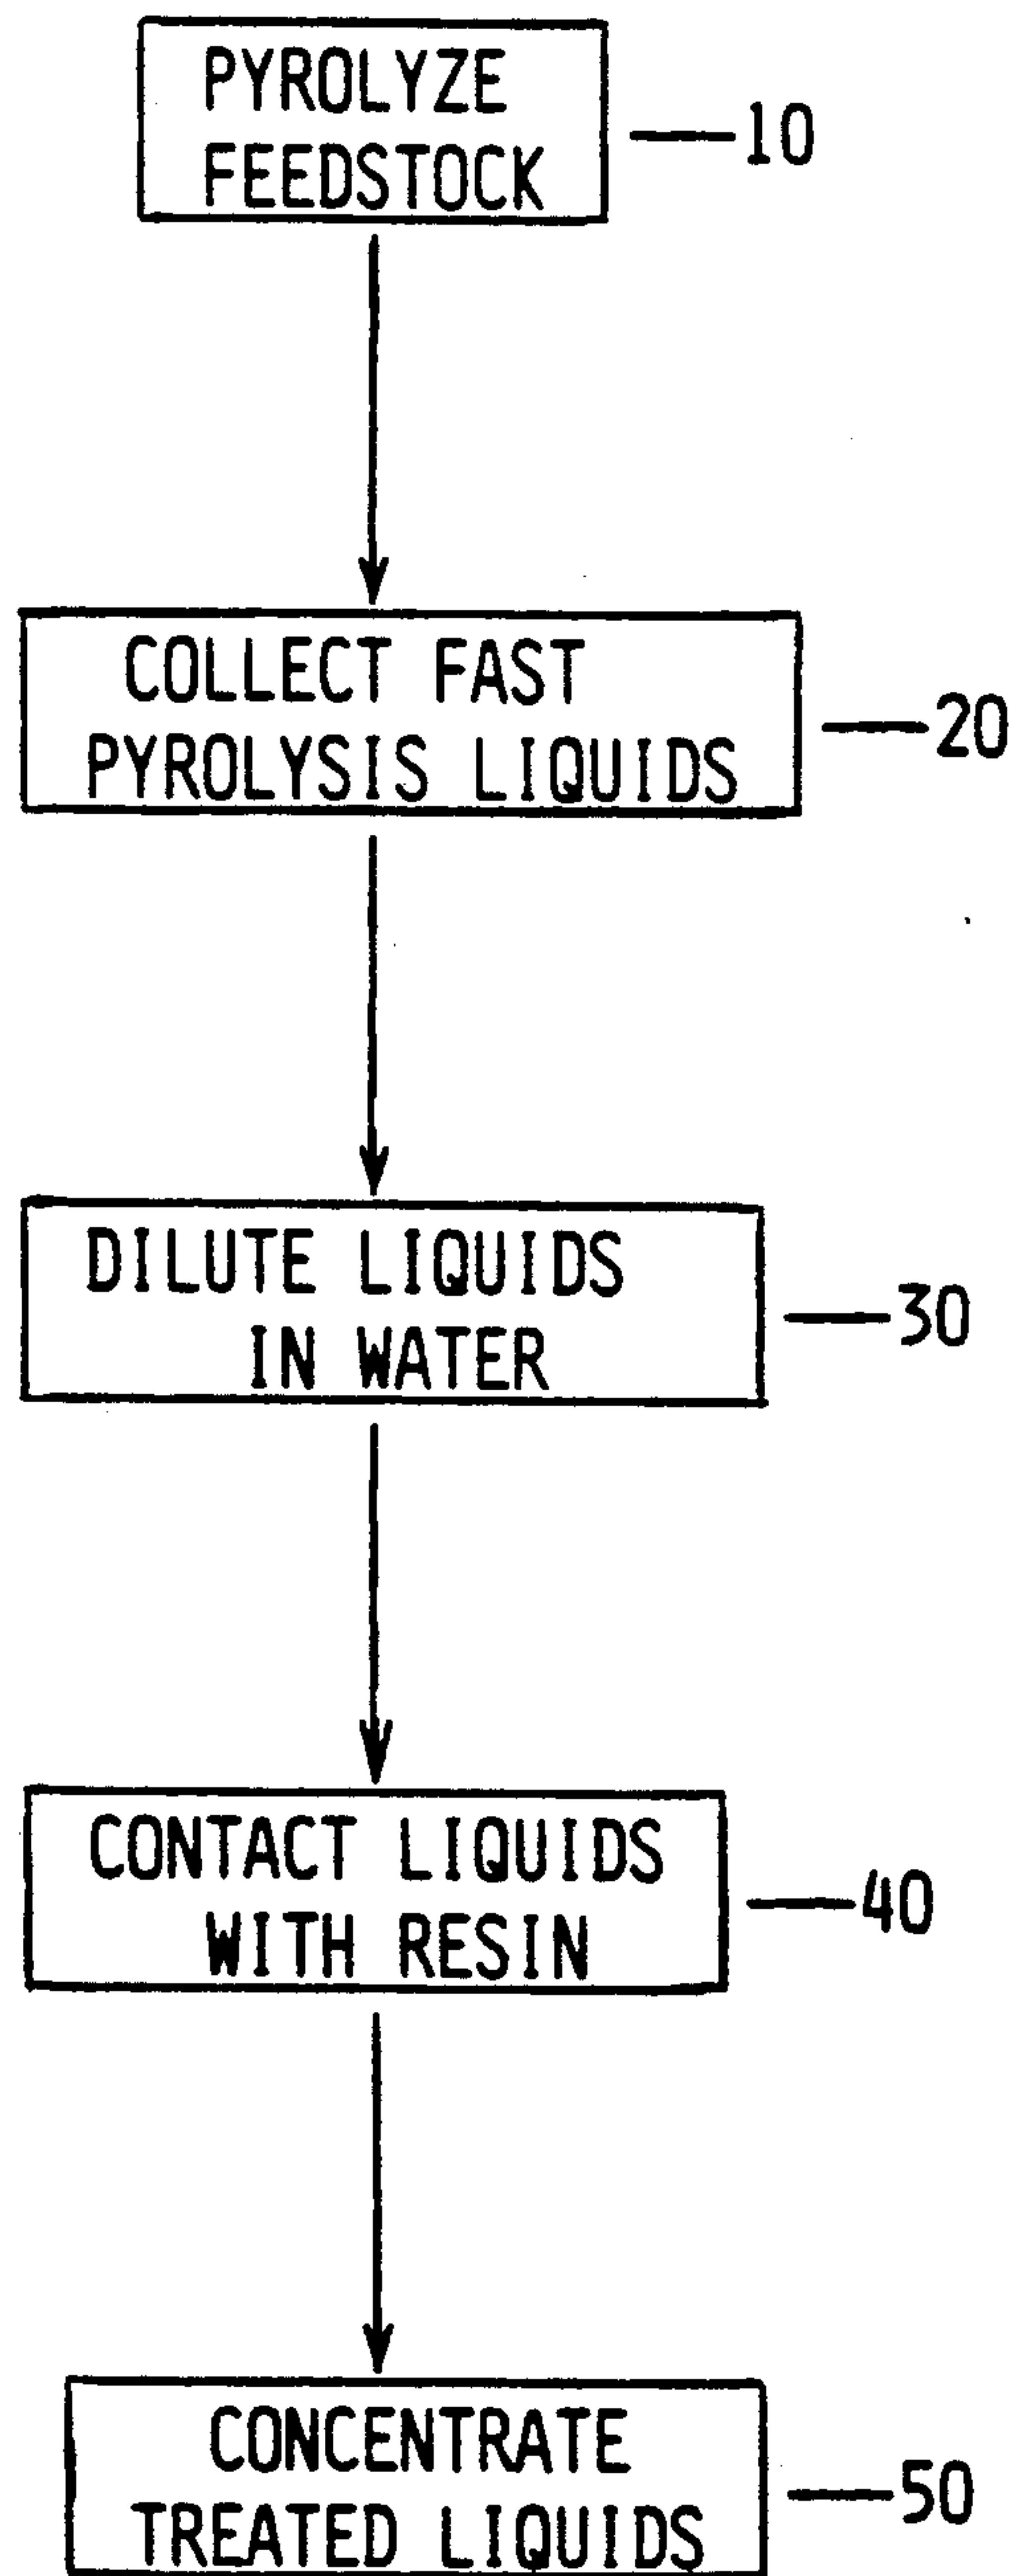 PYROLYZE
FEEDSTOCK
10
COLLECT FAST
PYROLYSIS LIQUIDS
20
DILUTE LIQUIDS
IN WATER
30
CONTACT LIQUIDS
WITH RESIN
40
CONCENTRATE
TREATED LIQUIDS
50